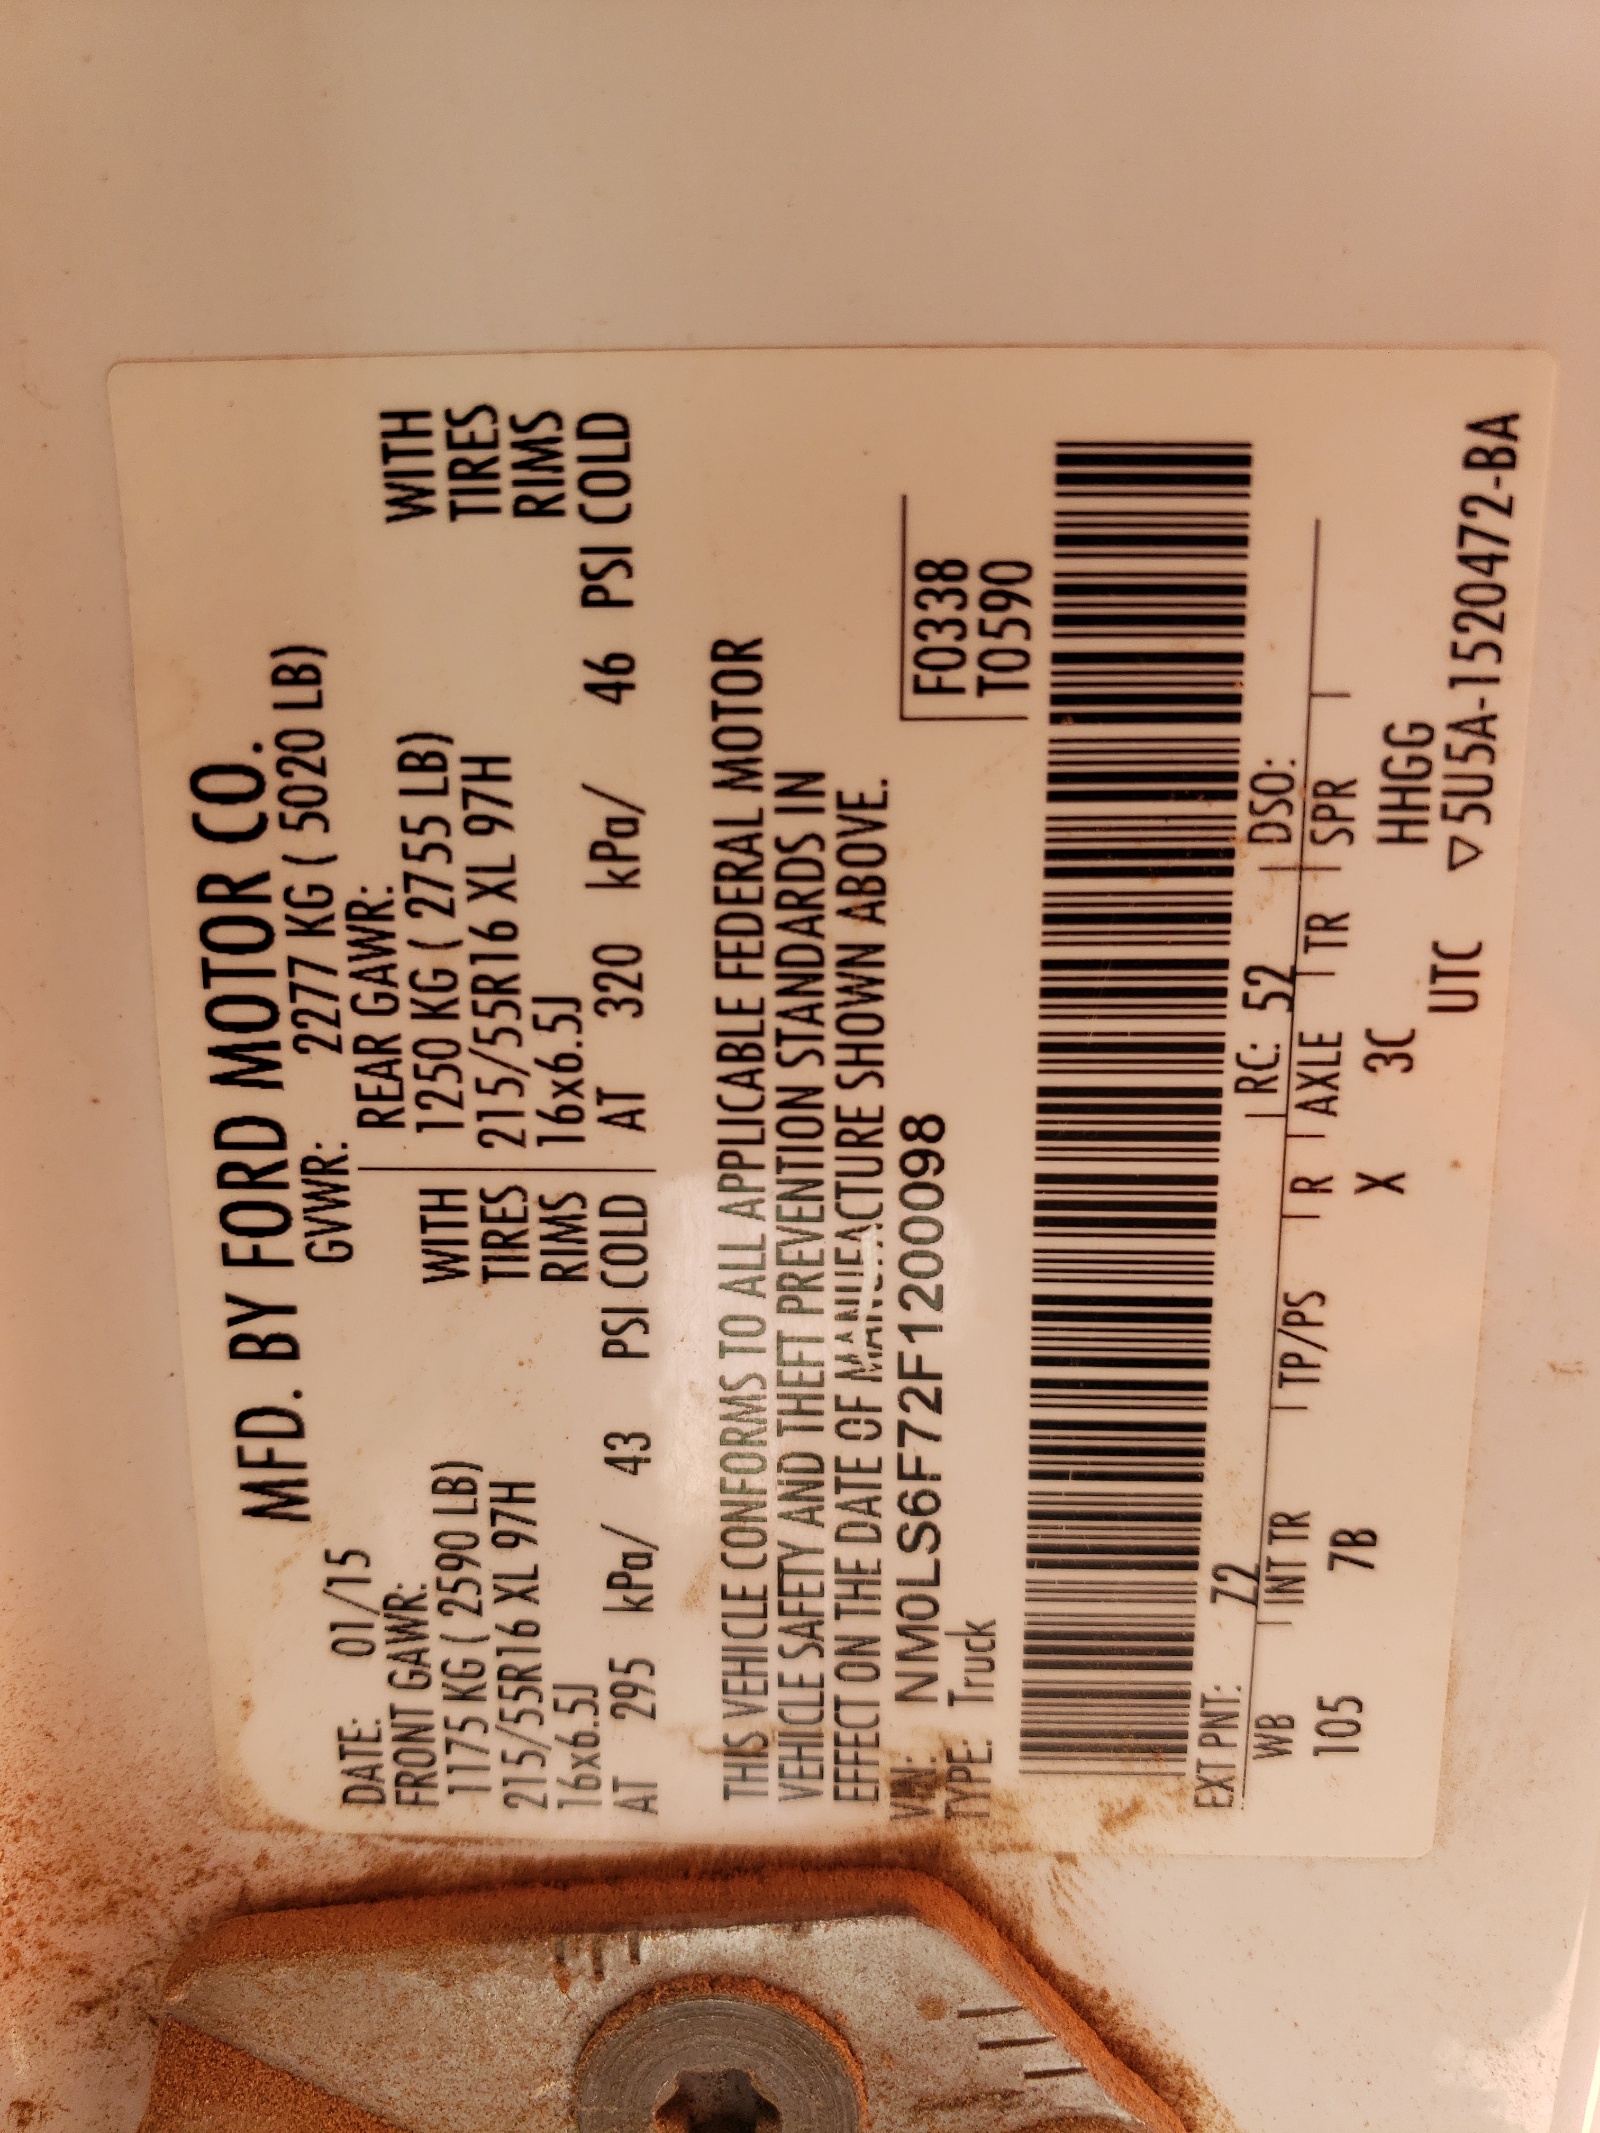 MFD. BY FORD MOTOR CO.
DATE: 01/15 GVWR: 2277 KG ( 5020 LB)
FRONT GAWR: REAR GAWR:
1175 KG ( 2590 LB) WITH 1250 KG ( 2755 LB) WITH
215/55R16 XL 97H TIRES 215/55R16 XL 97H TIRES
16x6.5J RIMS 16x6.5J RIMS
AT 295 kPa/ 43 PSI COLD AT 320 kPa/ 46 PSI COLD
THIS VEHICLE CONFORMS TO ALL APPLICABLE FEDERAL MOTOR
VEHICLE SAFETY AND THEFT PREVENTION STANDARDS IN
EFFECT ON THE DATE OF MANUFACTURE SHOWN ABOVE.
VIN: NM0LS6F72F1200098 F0338
TYPE: Truck T0590
EXT PNT: Z2 RC: 52 DSO:
WB INT TR TP/PS R AXLE TR SPR
105 7B X 3C HHGG
UTC ▽5U5A-1520472-BA